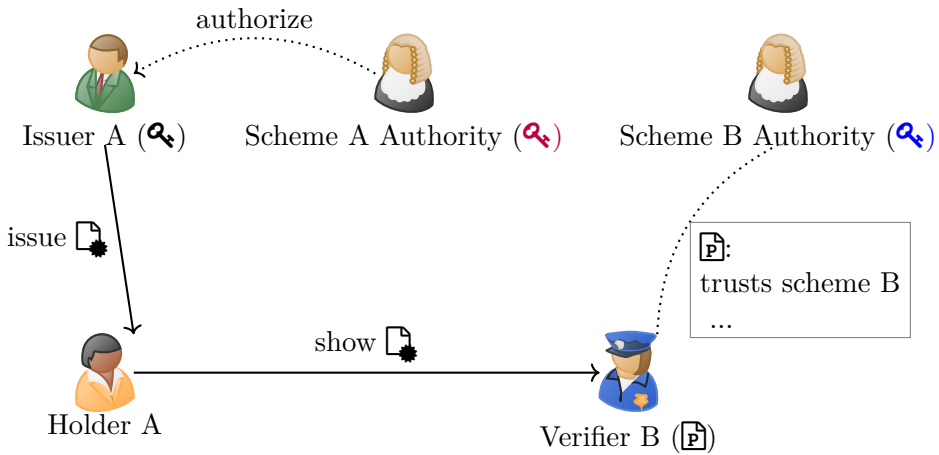 authorize
Issuer A ( )
Scheme A Authority ( )
Scheme B Authority ( )
issue
P:
trusts scheme B
...
show
Holder A
Verifier B (P)